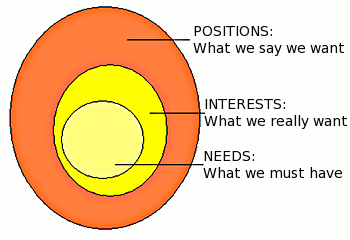 POSITIONS:
What we say we want
INTERESTS:
What we really want
NEEDS:
What we must have